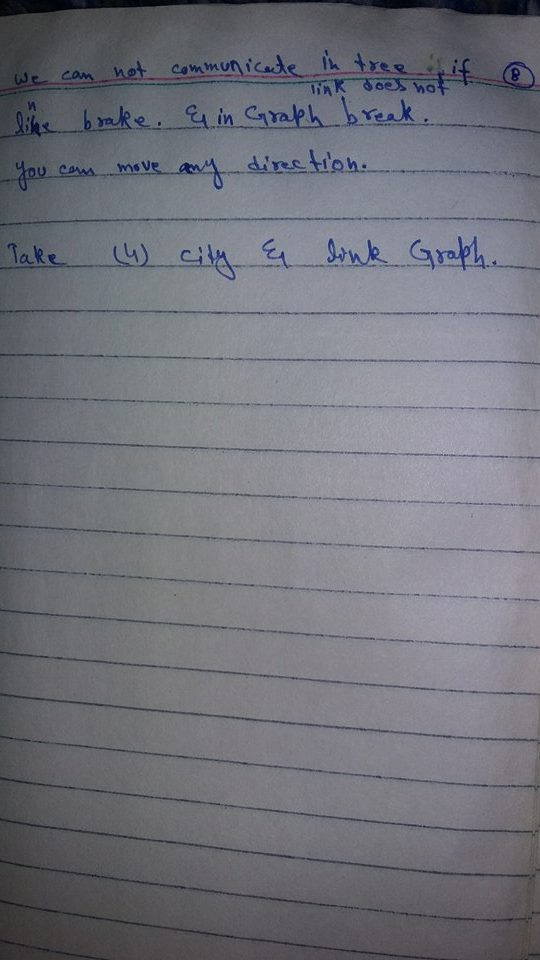 We can not communicate in tree if 8
link does not
n
like brake. & in Graph break.
you can move any direction.
Take (4) city & link Graph.